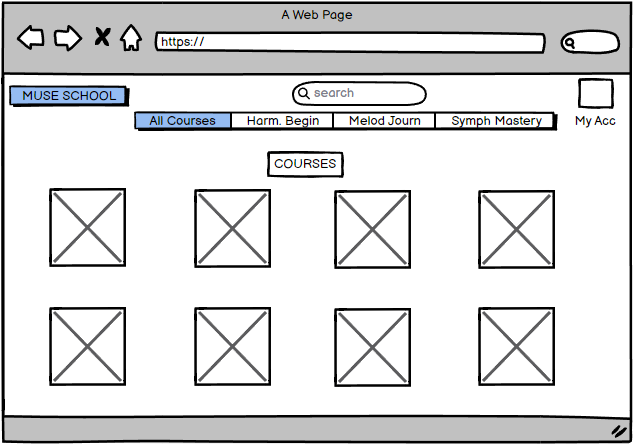 A Web Page
https://
MUSE SCHOOL
search
All Courses Harm. Begin Melod Journ Symph Mastery
My Acc
COURSES